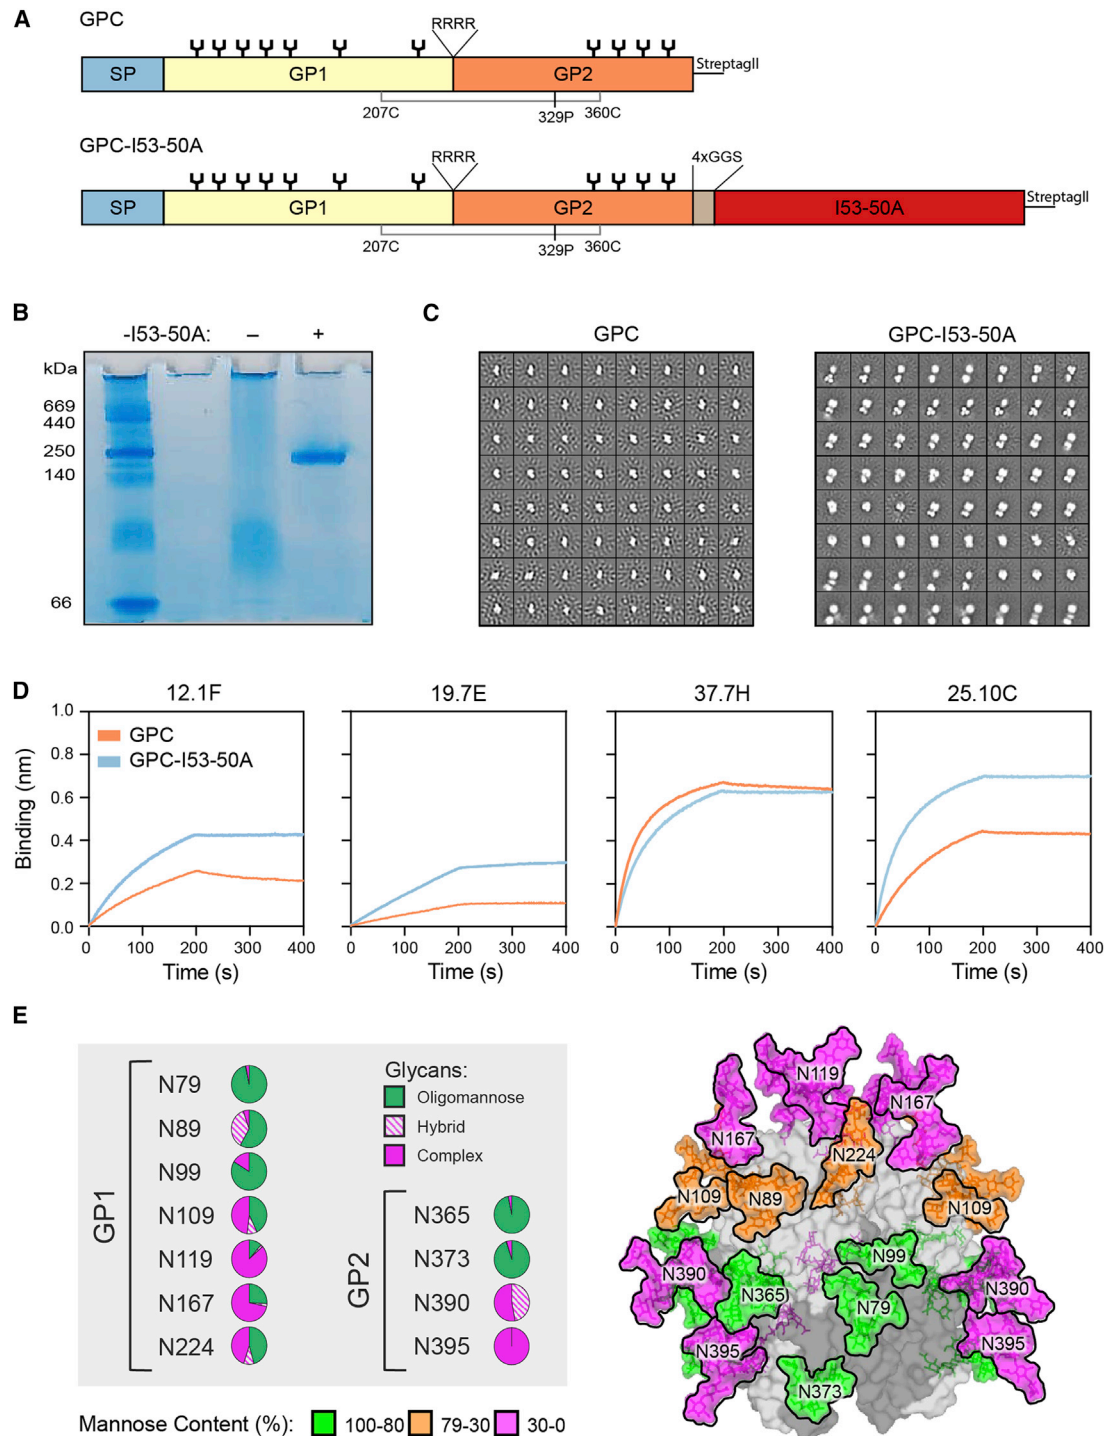 A
GPC
RRRR
SP
GP1
GP2
StreptagII
207C
329P
360C
GPC-I53-50A
RRRR
4xGGS
SP
GP1
GP2
I53-50A
StreptagII
207C
329P
360C
B
-I53-50A:
–
+
kDa
669
440
250
140
66
C
GPC
GPC-I53-50A
D
12.1F
19.7E
37.7H
25.10C
GPC
GPC-I53-50A
Binding (nm)
1.0
0.8
0.6
0.4
0.2
0.0
0 100 200 300 400
0 100 200 300 400
0 100 200 300 400
0 100 200 300 400
Time (s)
Time (s)
Time (s)
Time (s)
E
GP1
N79
N89
N99
N109
N119
N167
N224
Glycans:
Oligomannose
Hybrid
Complex
GP2
N365
N373
N390
N395
Mannose Content (%):
100-80
79-30
30-0
N119
N167
N167
N224
N109
N89
N109
N99
N390
N365
N79
N390
N395
N395
N373